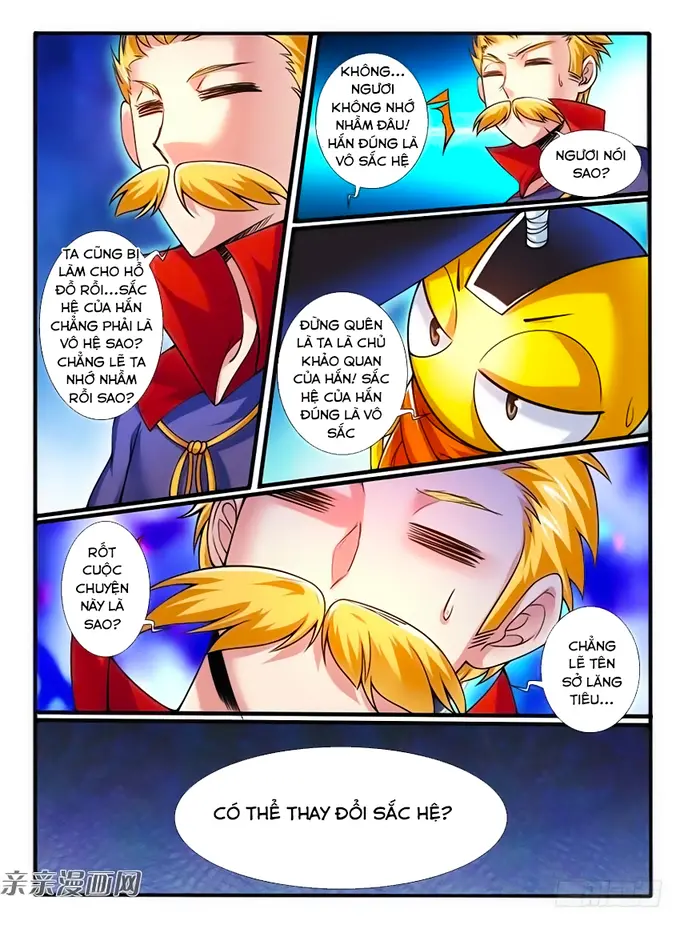 TA CŨNG BỊ
LÀM CHO HỒ
ĐỒ RỒI...SẮC
HỆ CỦA HẮN
CHẲNG PHẢI LÀ
VÔ HỆ SAO?
CHẲNG LẼ TA
NHỚ NHẦM
RỒI SAO?
KHÔNG...
NGƯƠI
KHÔNG NHỚ
NHẦM ĐÂU!
HẮN ĐÚNG LÀ
VÔ SẮC HỆ
NGƯƠI NÓI
SAO?
ĐỪNG QUÊN
LÀ TA LÀ CHỦ
KHẢO QUAN
CỦA HẮN! SẮC
HỆ CỦA HẮN
ĐÚNG LÀ VÔ
SẮC
RỐT
CUỘC
CHUYỆN
NÀY LÀ
SAO?
CHẲNG
LẼ TÊN
SỞ LĂNG
TIÊU...
CÓ THỂ THAY ĐỔI SẮC HỆ?
亲亲漫画网